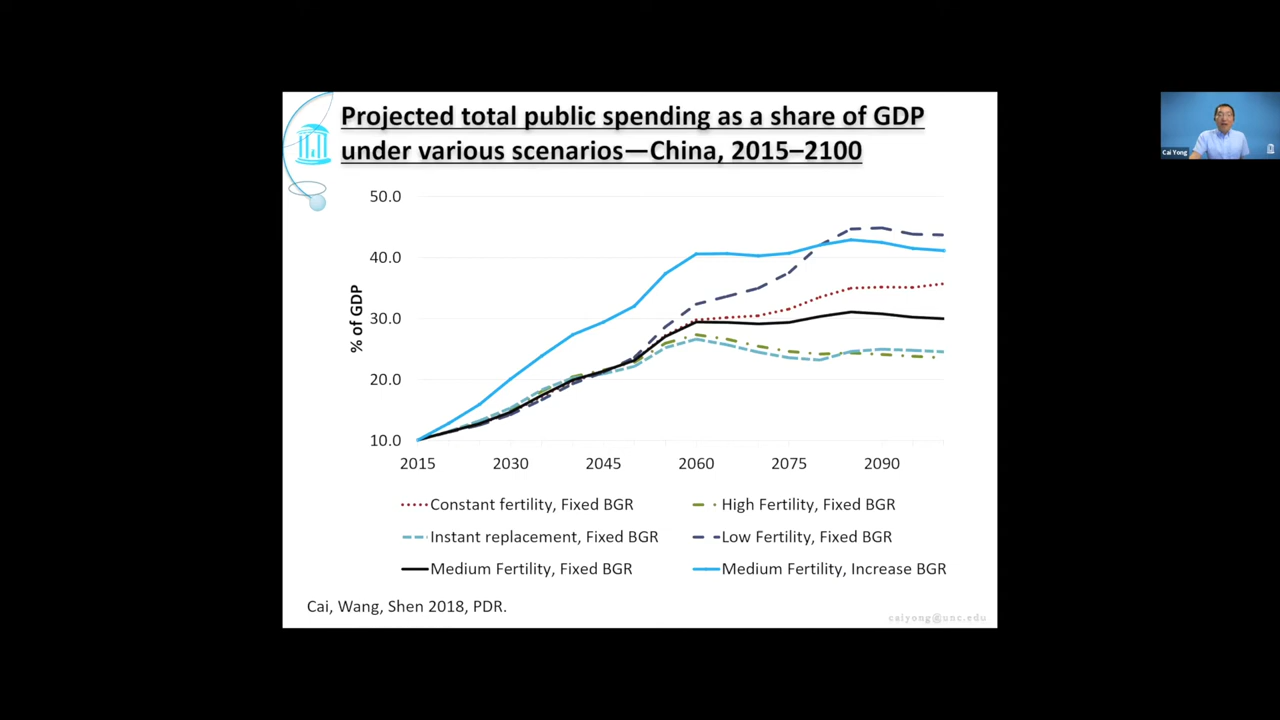 Projected total public spending as a share of GDP
under various scenarios—China, 2015–2100
Cai Yong
50.0
40.0
30.0
20.0
10.0
% of GDP
2015 2030 2045 2060 2075 2090
Constant fertility, Fixed BGR
High Fertility, Fixed BGR
Instant replacement, Fixed BGR
Low Fertility, Fixed BGR
Medium Fertility, Fixed BGR
Medium Fertility, Increase BGR
Cai, Wang, Shen 2018, PDR.
caiyong@unc.edu